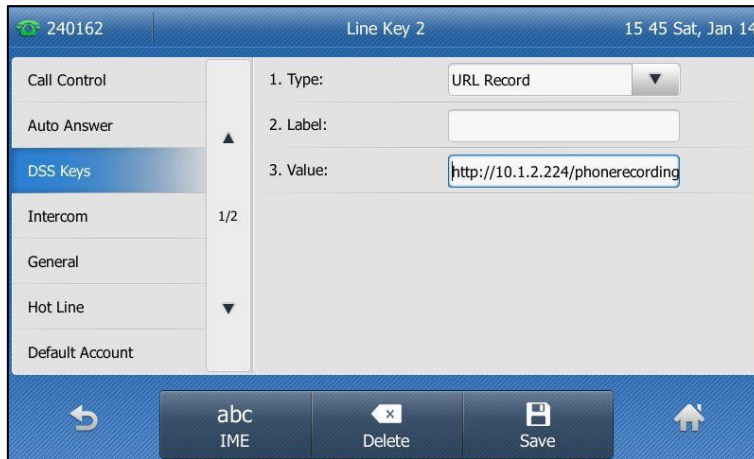 240162
Line Key 2
15 45 Sat, Jan 14
Call Control
Auto Answer
DSS Keys
Intercom
General
Hot Line
Default Account
1/2
1. Type:
URL Record
2. Label:
3. Value:
http://10.1.2.224/phonerecording
abc
IME
Delete
Save